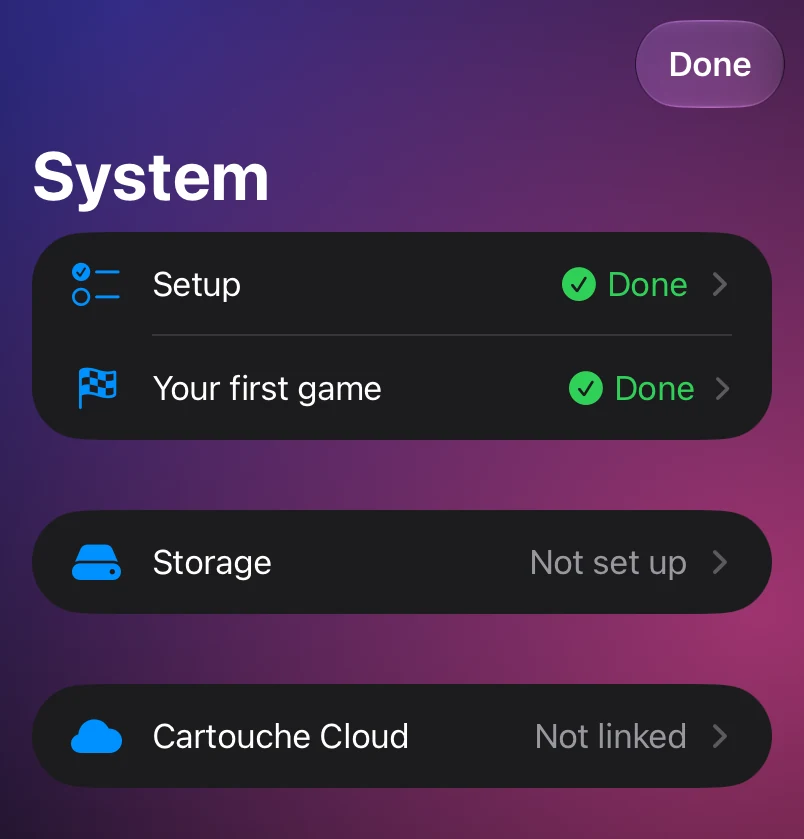 Done
System
Setup Done
Your first game Done
Storage Not set up
Cartouche Cloud Not linked